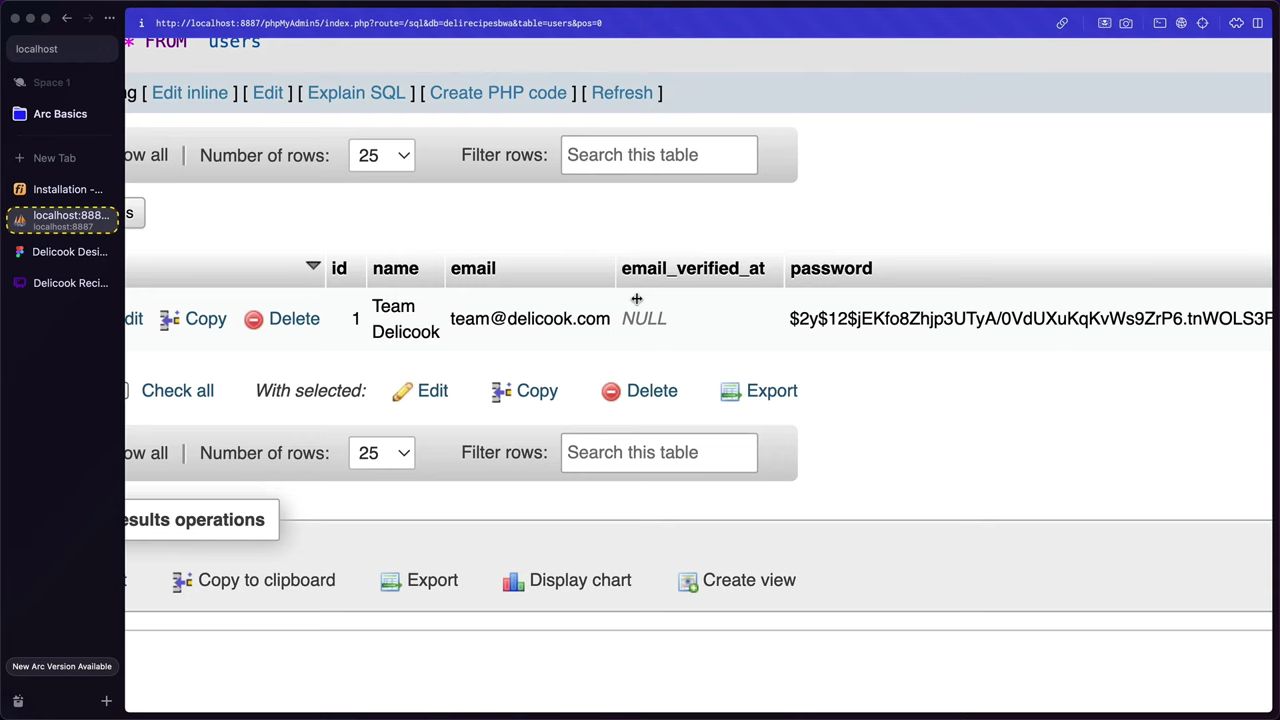 http://localhost:8887/phpMyAdmin5/index.php?route=/sql&db=delirecipesbwa&table=users&pos=0
localhost
Space 1
Arc Basics
New Tab
Installation -...
localhost:888...
localhost:8887
Delicook Desi...
Delicook Reci...
New Arc Version Available
* FROM users
ng [ Edit inline ] [ Edit ] [ Explain SQL ] [ Create PHP code ] [ Refresh ]
ow all | Number of rows: 25 Filter rows: Search this table
s
id name email email_verified_at password
dit Copy Delete 1 Team Delicook team@delicook.com NULL $2y$12$jEKfo8Zhjp3UTyA/0VdUXuKqKvWs9ZrP6.tnWOLS3F
Check all With selected: Edit Copy Delete Export
ow all | Number of rows: 25 Filter rows: Search this table
esults operations
t Copy to clipboard Export Display chart Create view